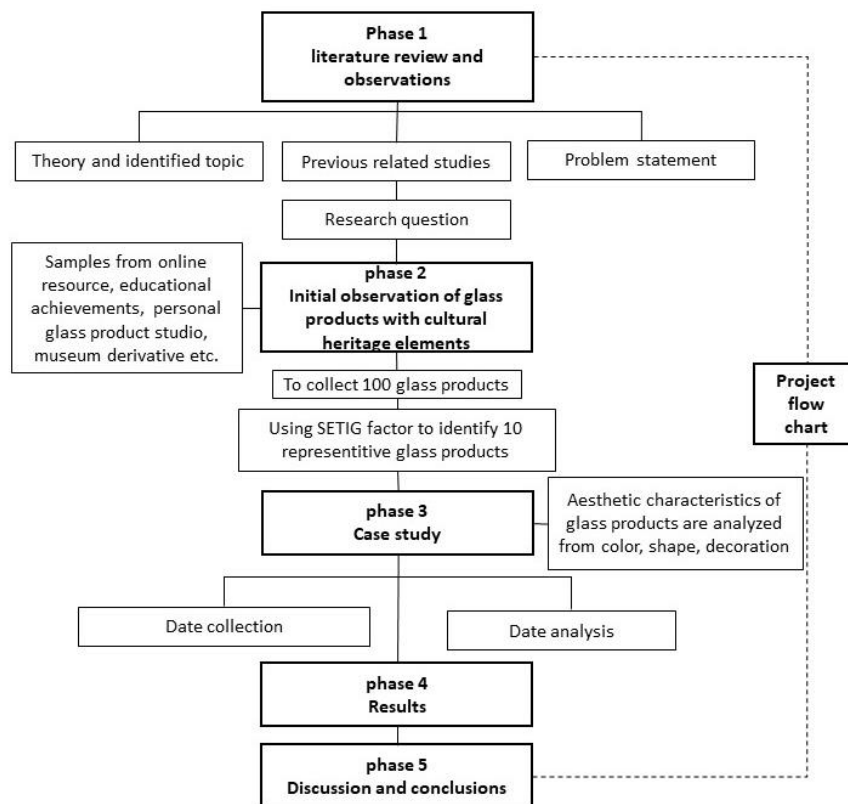 Phase 1
literature review and
observations
Theory and identified topic
Previous related studies
Problem statement
Research question
Samples from online
resource, educational
achievements, personal
glass product studio,
museum derivative etc.
phase 2
Initial observation of glass
products with cultural
heritage elements
To collect 100 glass products
Project
flow
chart
Using SETIG factor to identify 10
representitive glass products
phase 3
Case study
Aesthetic characteristics of
glass products are analyzed
from color, shape, decoration
Date collection
Date analysis
phase 4
Results
phase 5
Discussion and conclusions